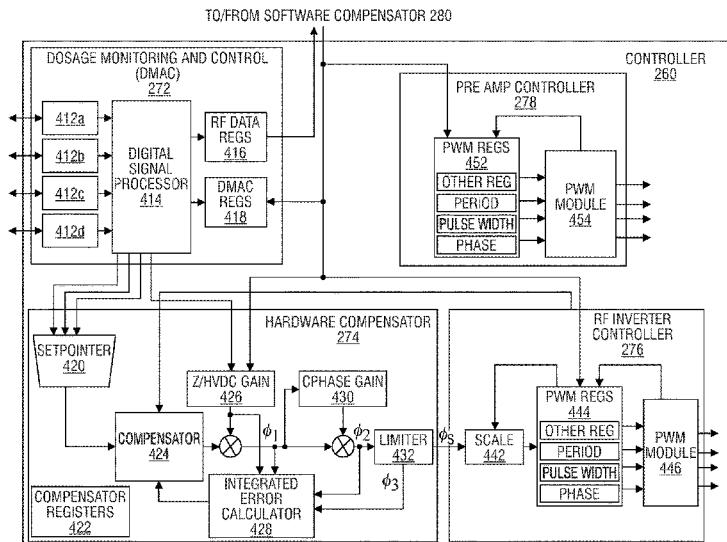 TO/FROM SOFTWARE COMPENSATOR 280
CONTROLLER
260
DOSAGE MONITORING AND CONTROL
(DMAC)
272
412a
412b
412c
412d
DIGITAL
SIGNAL
PROCESSOR
414
RF DATA
REGS
416
DMAC
REGS
418
PRE AMP CONTROLLER
278
PWM REGS
452
OTHER REG
PERIOD
PULSE WIDTH
PHASE
PWM
MODULE
454
HARDWARE COMPENSATOR
274
SETPOINTER
420
Z/HVDC GAIN
426
CPHASE GAIN
430
COMPENSATOR
424
ϕ1
ϕ2
LIMITER
432
ϕ3
INTEGRATED
ERROR
CALCULATOR
428
COMPENSATOR
REGISTERS
422
ϕS
RF INVERTER
CONTROLLER
276
SCALE
442
PWM REGS
444
OTHER REG
PERIOD
PULSE WIDTH
PHASE
PWM
MODULE
446